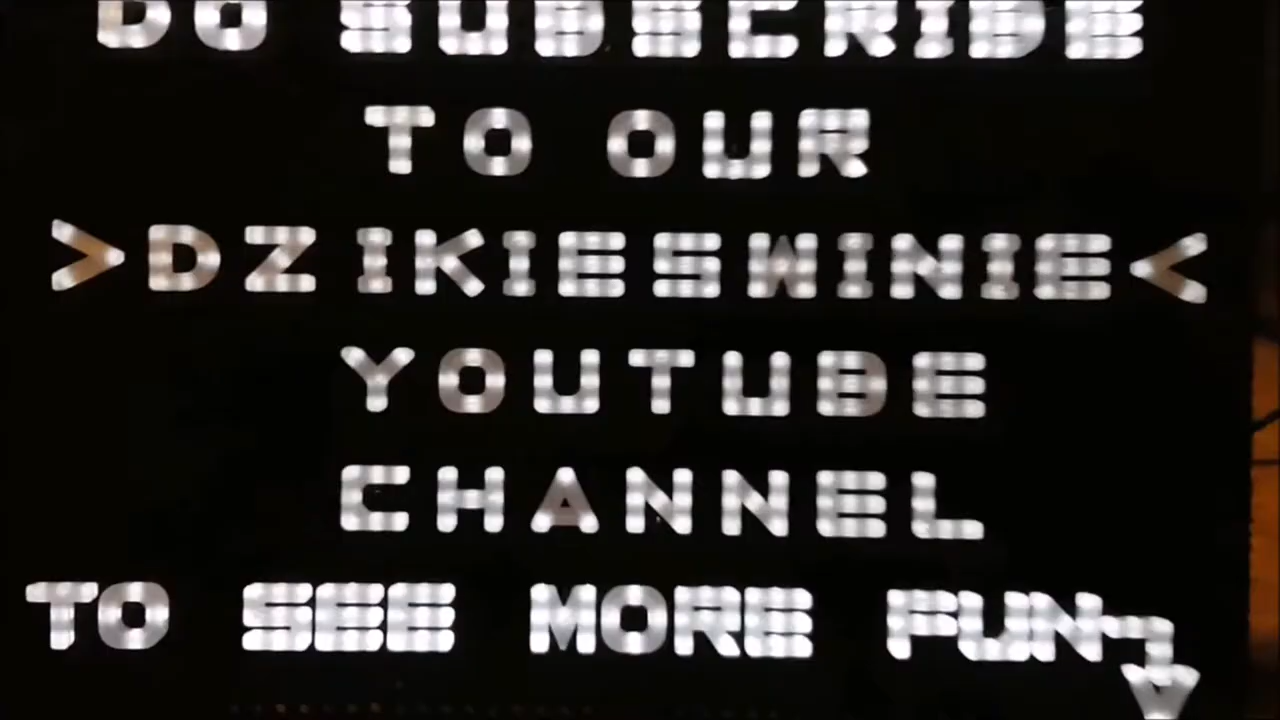 DO SUBSCRIBE
TO OUR
>DZIKIESWINIE<
YOUTUBE
CHANNEL
TO SEE MORE FUN